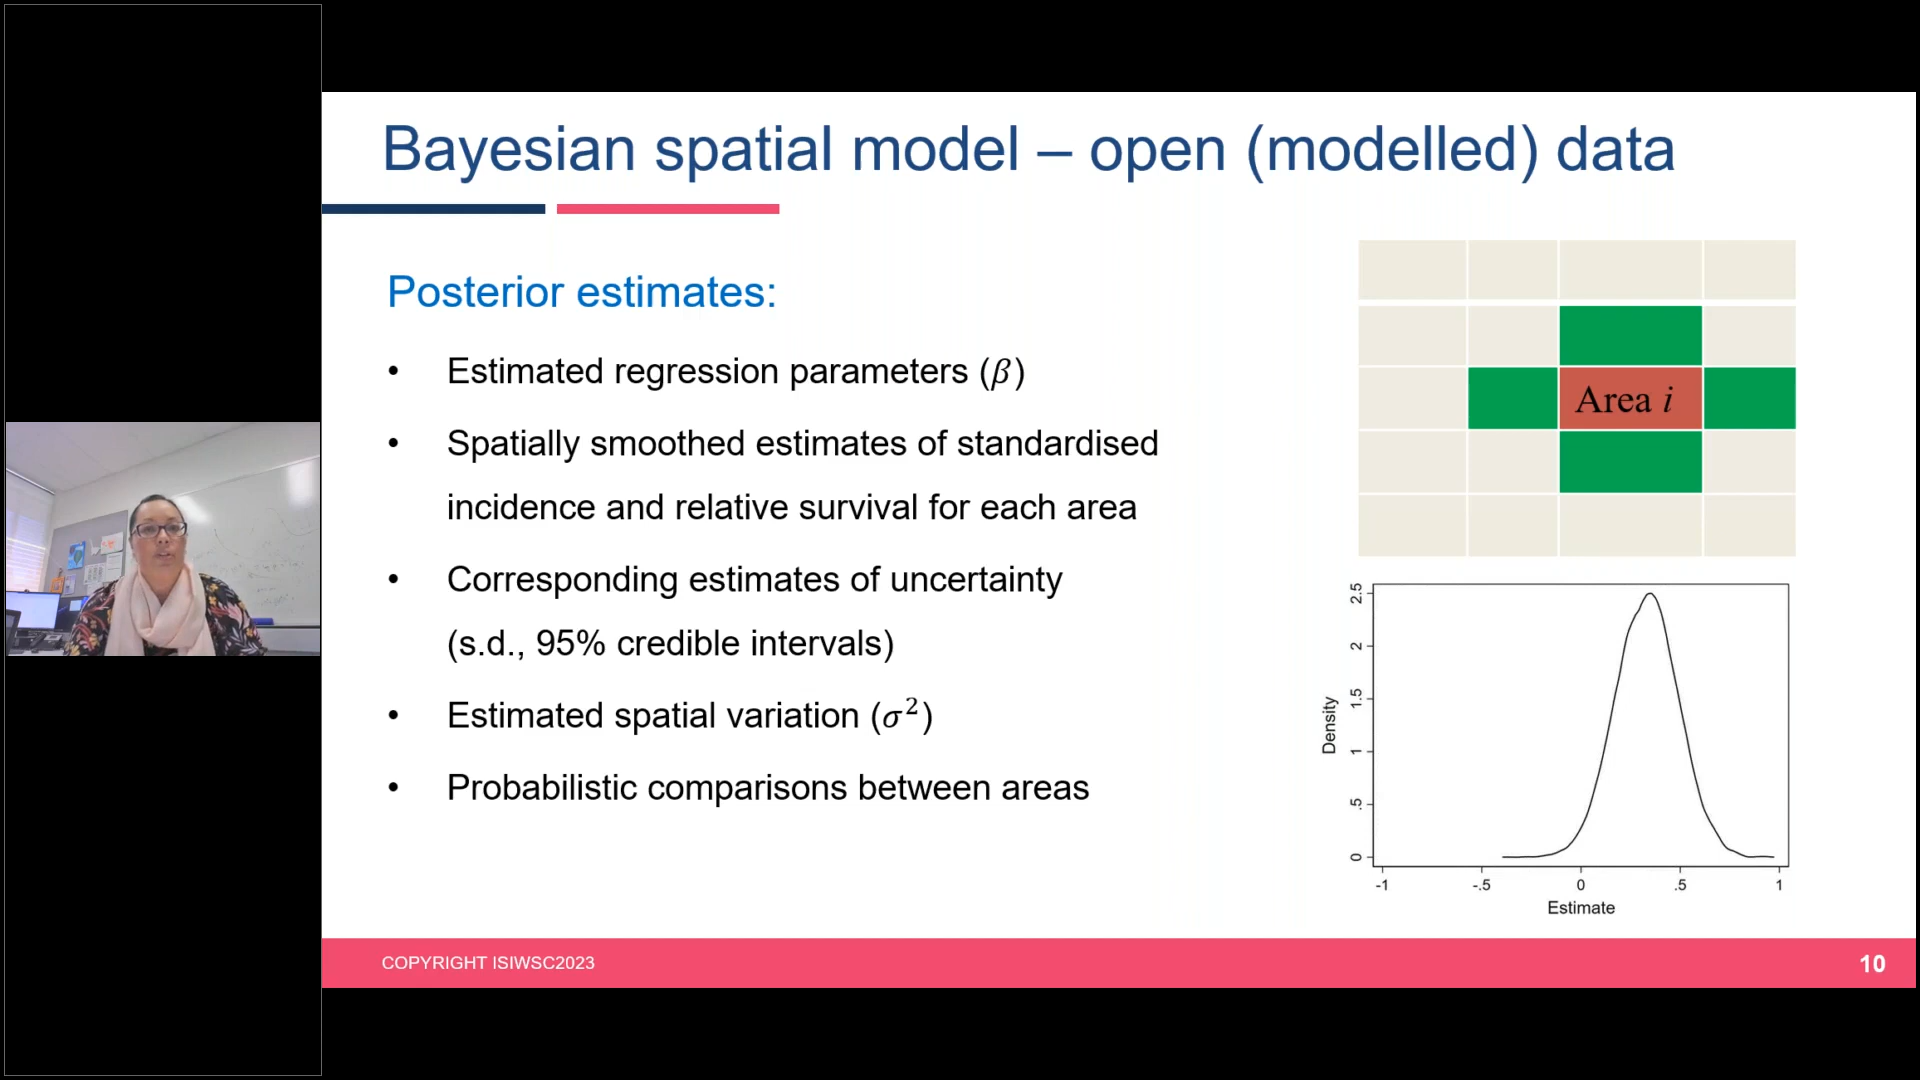 Bayesian spatial model – open (modelled) data
Posterior estimates:
• Estimated regression parameters (β)
• Spatially smoothed estimates of standardised
incidence and relative survival for each area
• Corresponding estimates of uncertainty
(s.d., 95% credible intervals)
• Estimated spatial variation (σ²)
• Probabilistic comparisons between areas
Area i
2.5
2
1.5
1
.5
0
Density
-1 -.5 0 .5 1
Estimate
COPYRIGHT ISIWSC2023
10